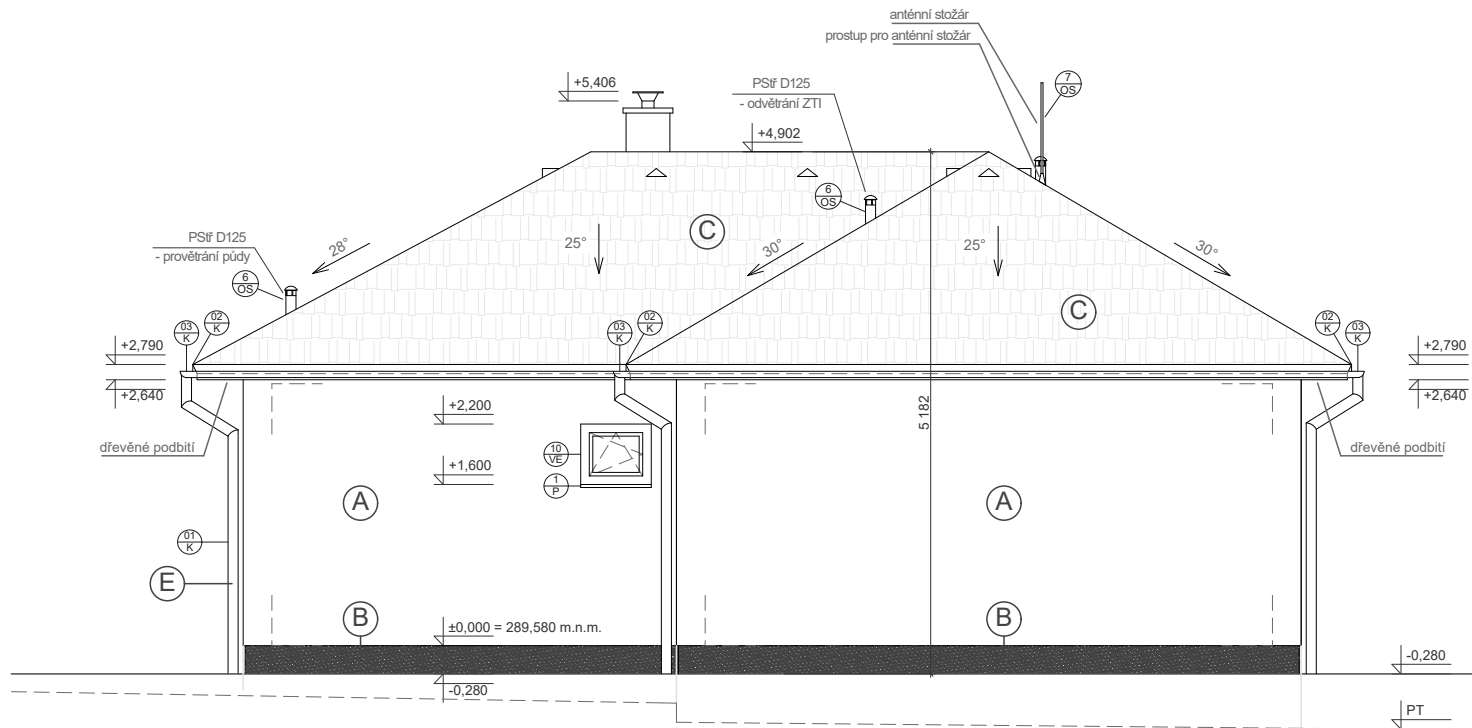 anténní stožár
prostup pro anténní stožár
+5,406
PStř D125
- odvětrání ZTI
7
OS
+4,902
6
OS
C
PStř D125
- provětrání půdy
28°
25°
30°
25°
30°
6
OS
C
03
K
02
K
03
K
02
K
02
K
03
K
+2,790
+2,790
+2,640
+2,640
+2,200
5 182
dřevěné podbití
dřevěné podbití
10
VE
+1,600
1
P
A
A
01
K
E
B
B
±0,000 = 289,580 m.n.m.
-0,280
-0,280
PT